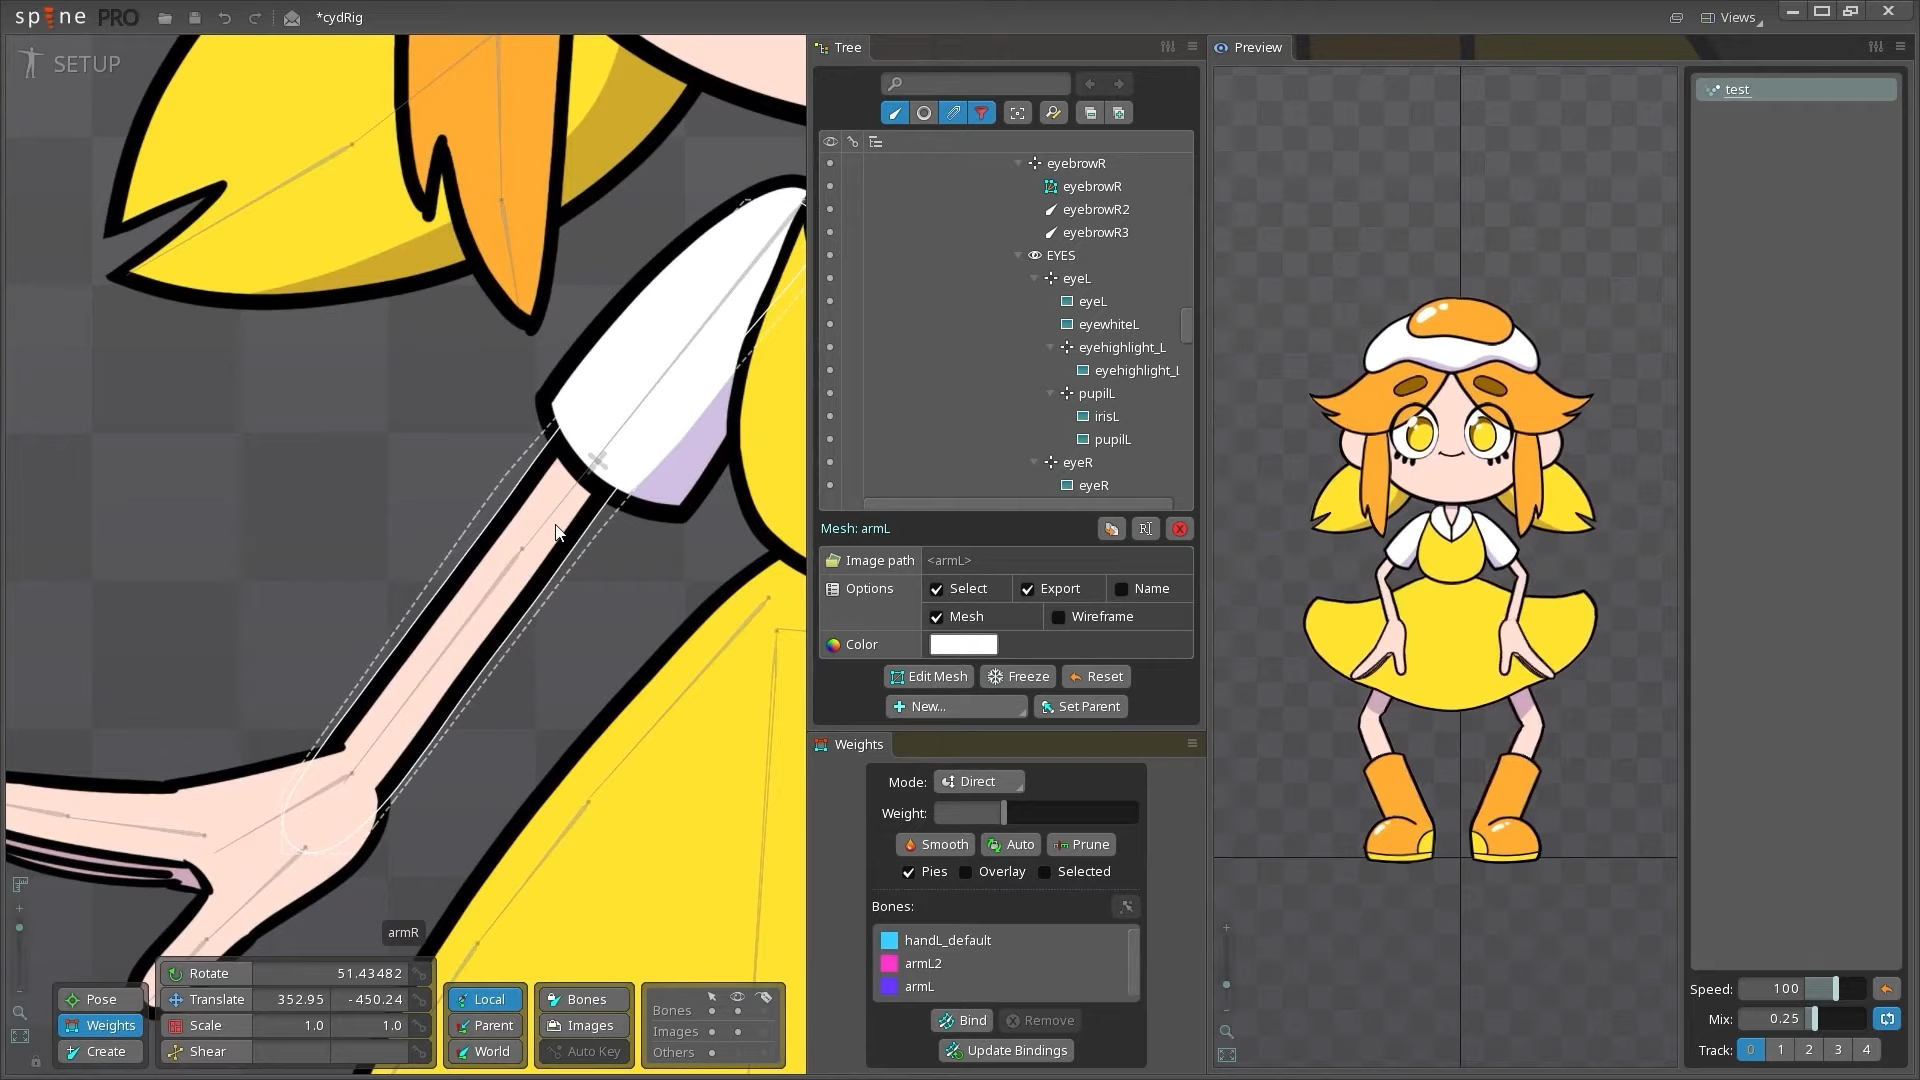 spine PRO
*cydRig
Views
SETUP
armR
Pose
Weights
Create
Rotate 51.43482
Translate 352.95 -450.24
Scale 1.0 1.0
Shear
Local
Parent
World
Bones
Images
Auto Key
Bones
Images
Others
Tree
eyebrowR
eyebrowR
eyebrowR2
eyebrowR3
EYES
eyeL
eyeL
eyewhiteL
eyehighlight_L
eyehighlight_L
pupilL
irisL
pupilL
eyeR
eyeR
Mesh: armL
Image path <armL>
Options Select Export Name
Mesh Wireframe
Color
Edit Mesh Freeze Reset
New... Set Parent
Weights
Mode: Direct
Weight:
Smooth Auto Prune
Pies Overlay Selected
Bones:
handL_default
armL2
armL
Bind Remove
Update Bindings
Preview
test
Speed: 100
Mix: 0.25
Track: 0 1 2 3 4